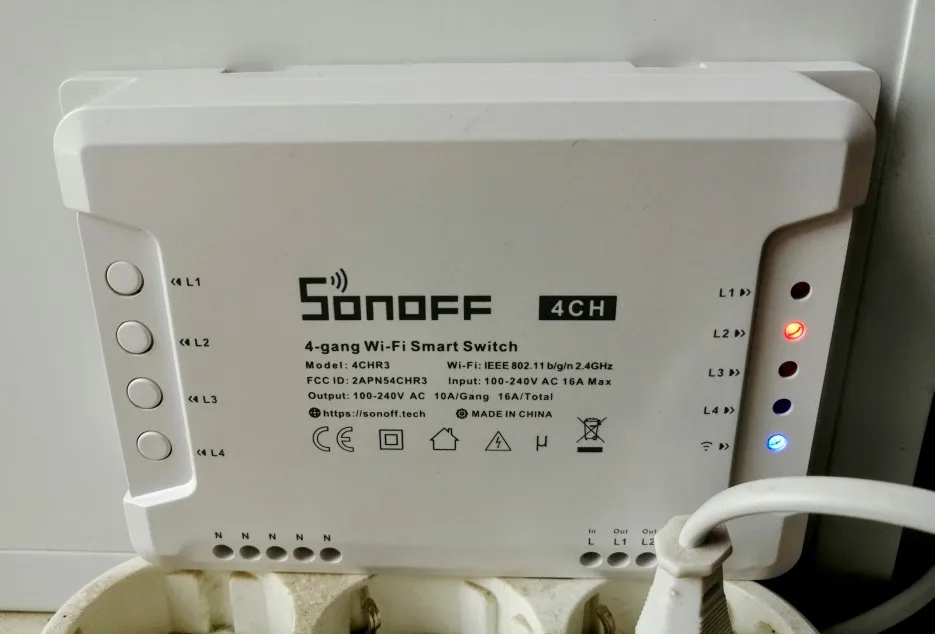 L1
L2
L3
L4
SONOFF 4CH
4-gang Wi-Fi Smart Switch
Model: 4CHR3 Wi-Fi: IEEE 802.11 b/g/n 2.4GHz
FCC ID: 2APN54CHR3 Input: 100-240V AC 16A Max
Output: 100-240V AC 10A/Gang 16A/Total
https://sonoff.tech MADE IN CHINA
CE μ
L1
L2
L3
L4
N N N N N
In Out Out
L L1 L2